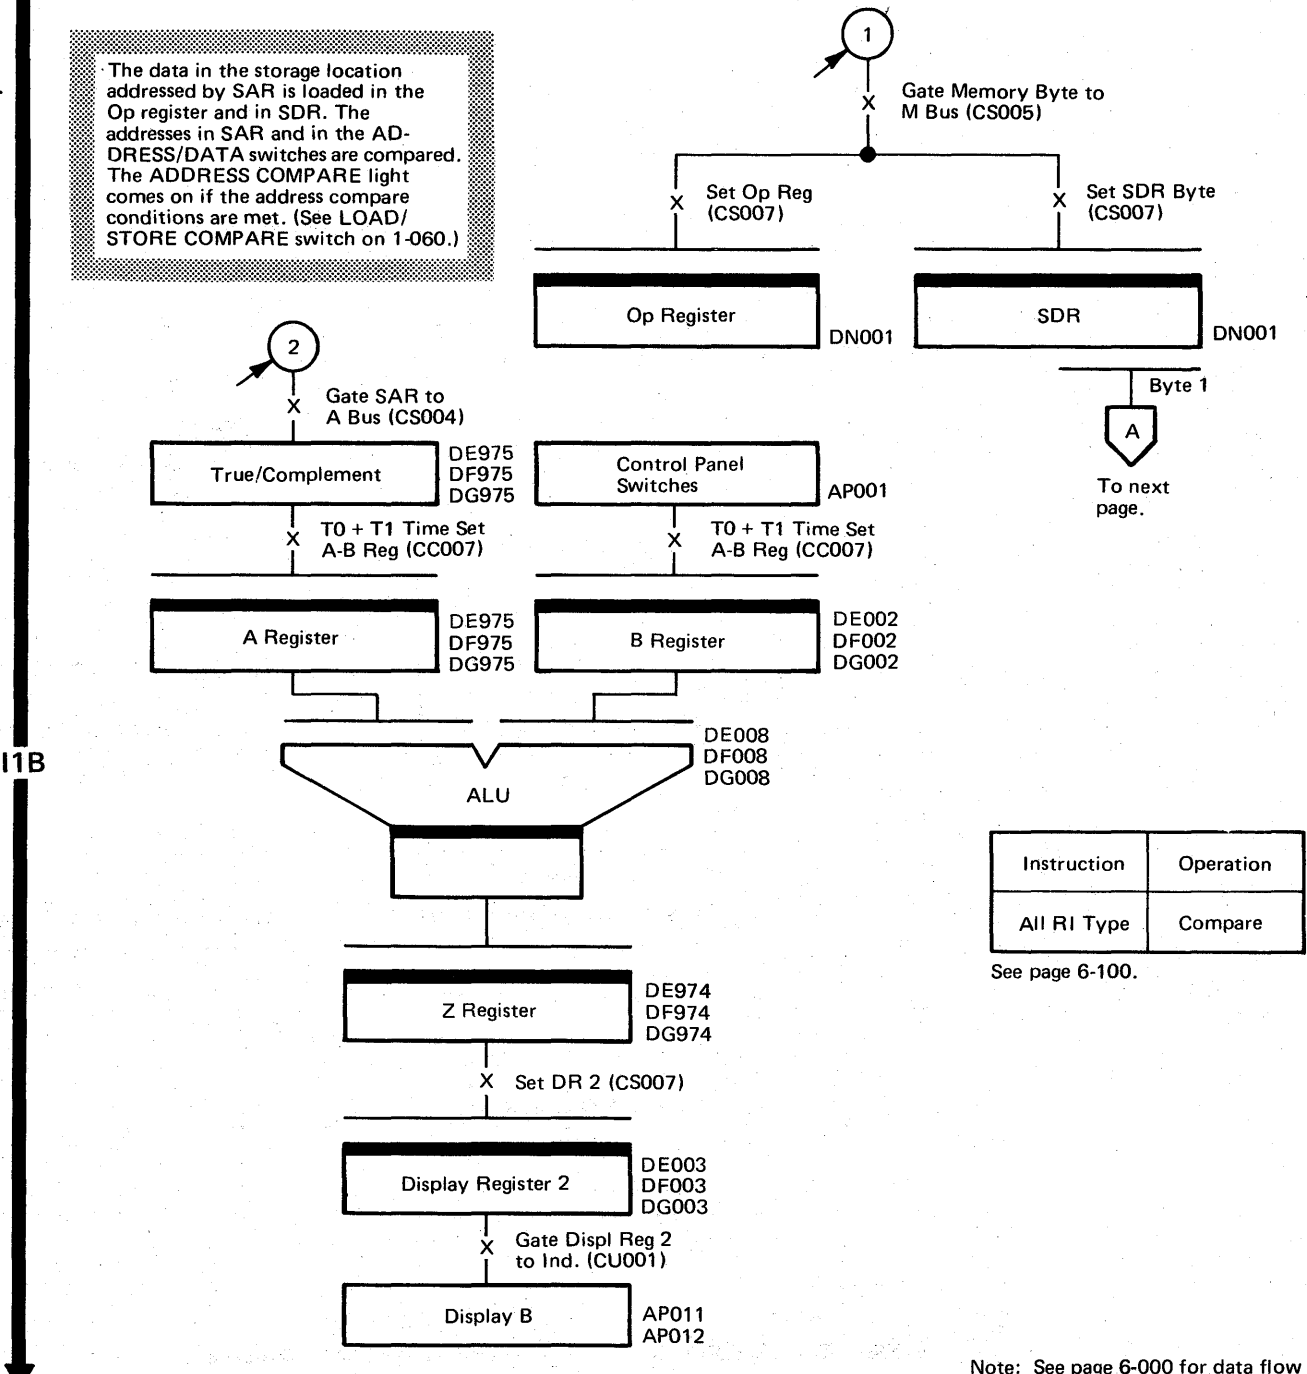 The data in the storage location
addressed by SAR is loaded in the
Op register and in SDR. The
addresses in SAR and in the AD-
DRESS/DATA switches are compared.
The ADDRESS COMPARE light
comes on if the address compare
conditions are met. (See LOAD/
STORE COMPARE switch on 1-060.)
1
X
Gate Memory Byte to
M Bus (CS005)
X
Set Op Reg
(CS007)
X
Set SDR Byte
(CS007)
Op Register
DN001
SDR
DN001
Byte 1
A
To next
page.
2
X
Gate SAR to
A Bus (CS004)
True/Complement
DE975
DF975
DG975
Control Panel
Switches
AP001
X
T0 + T1 Time Set
A-B Reg (CC007)
X
T0 + T1 Time Set
A-B Reg (CC007)
A Register
DE975
DF975
DG975
B Register
DE002
DF002
DG002
I1B
ALU
DE008
DF008
DG008
Instruction Operation
All RI Type Compare
See page 6-100.
Z Register
DE974
DF974
DG974
X
Set DR 2 (CS007)
Display Register 2
DE003
DF003
DG003
X
Gate Displ Reg 2
to Ind. (CU001)
Display B
AP011
AP012
Note: See page 6-000 for data flow